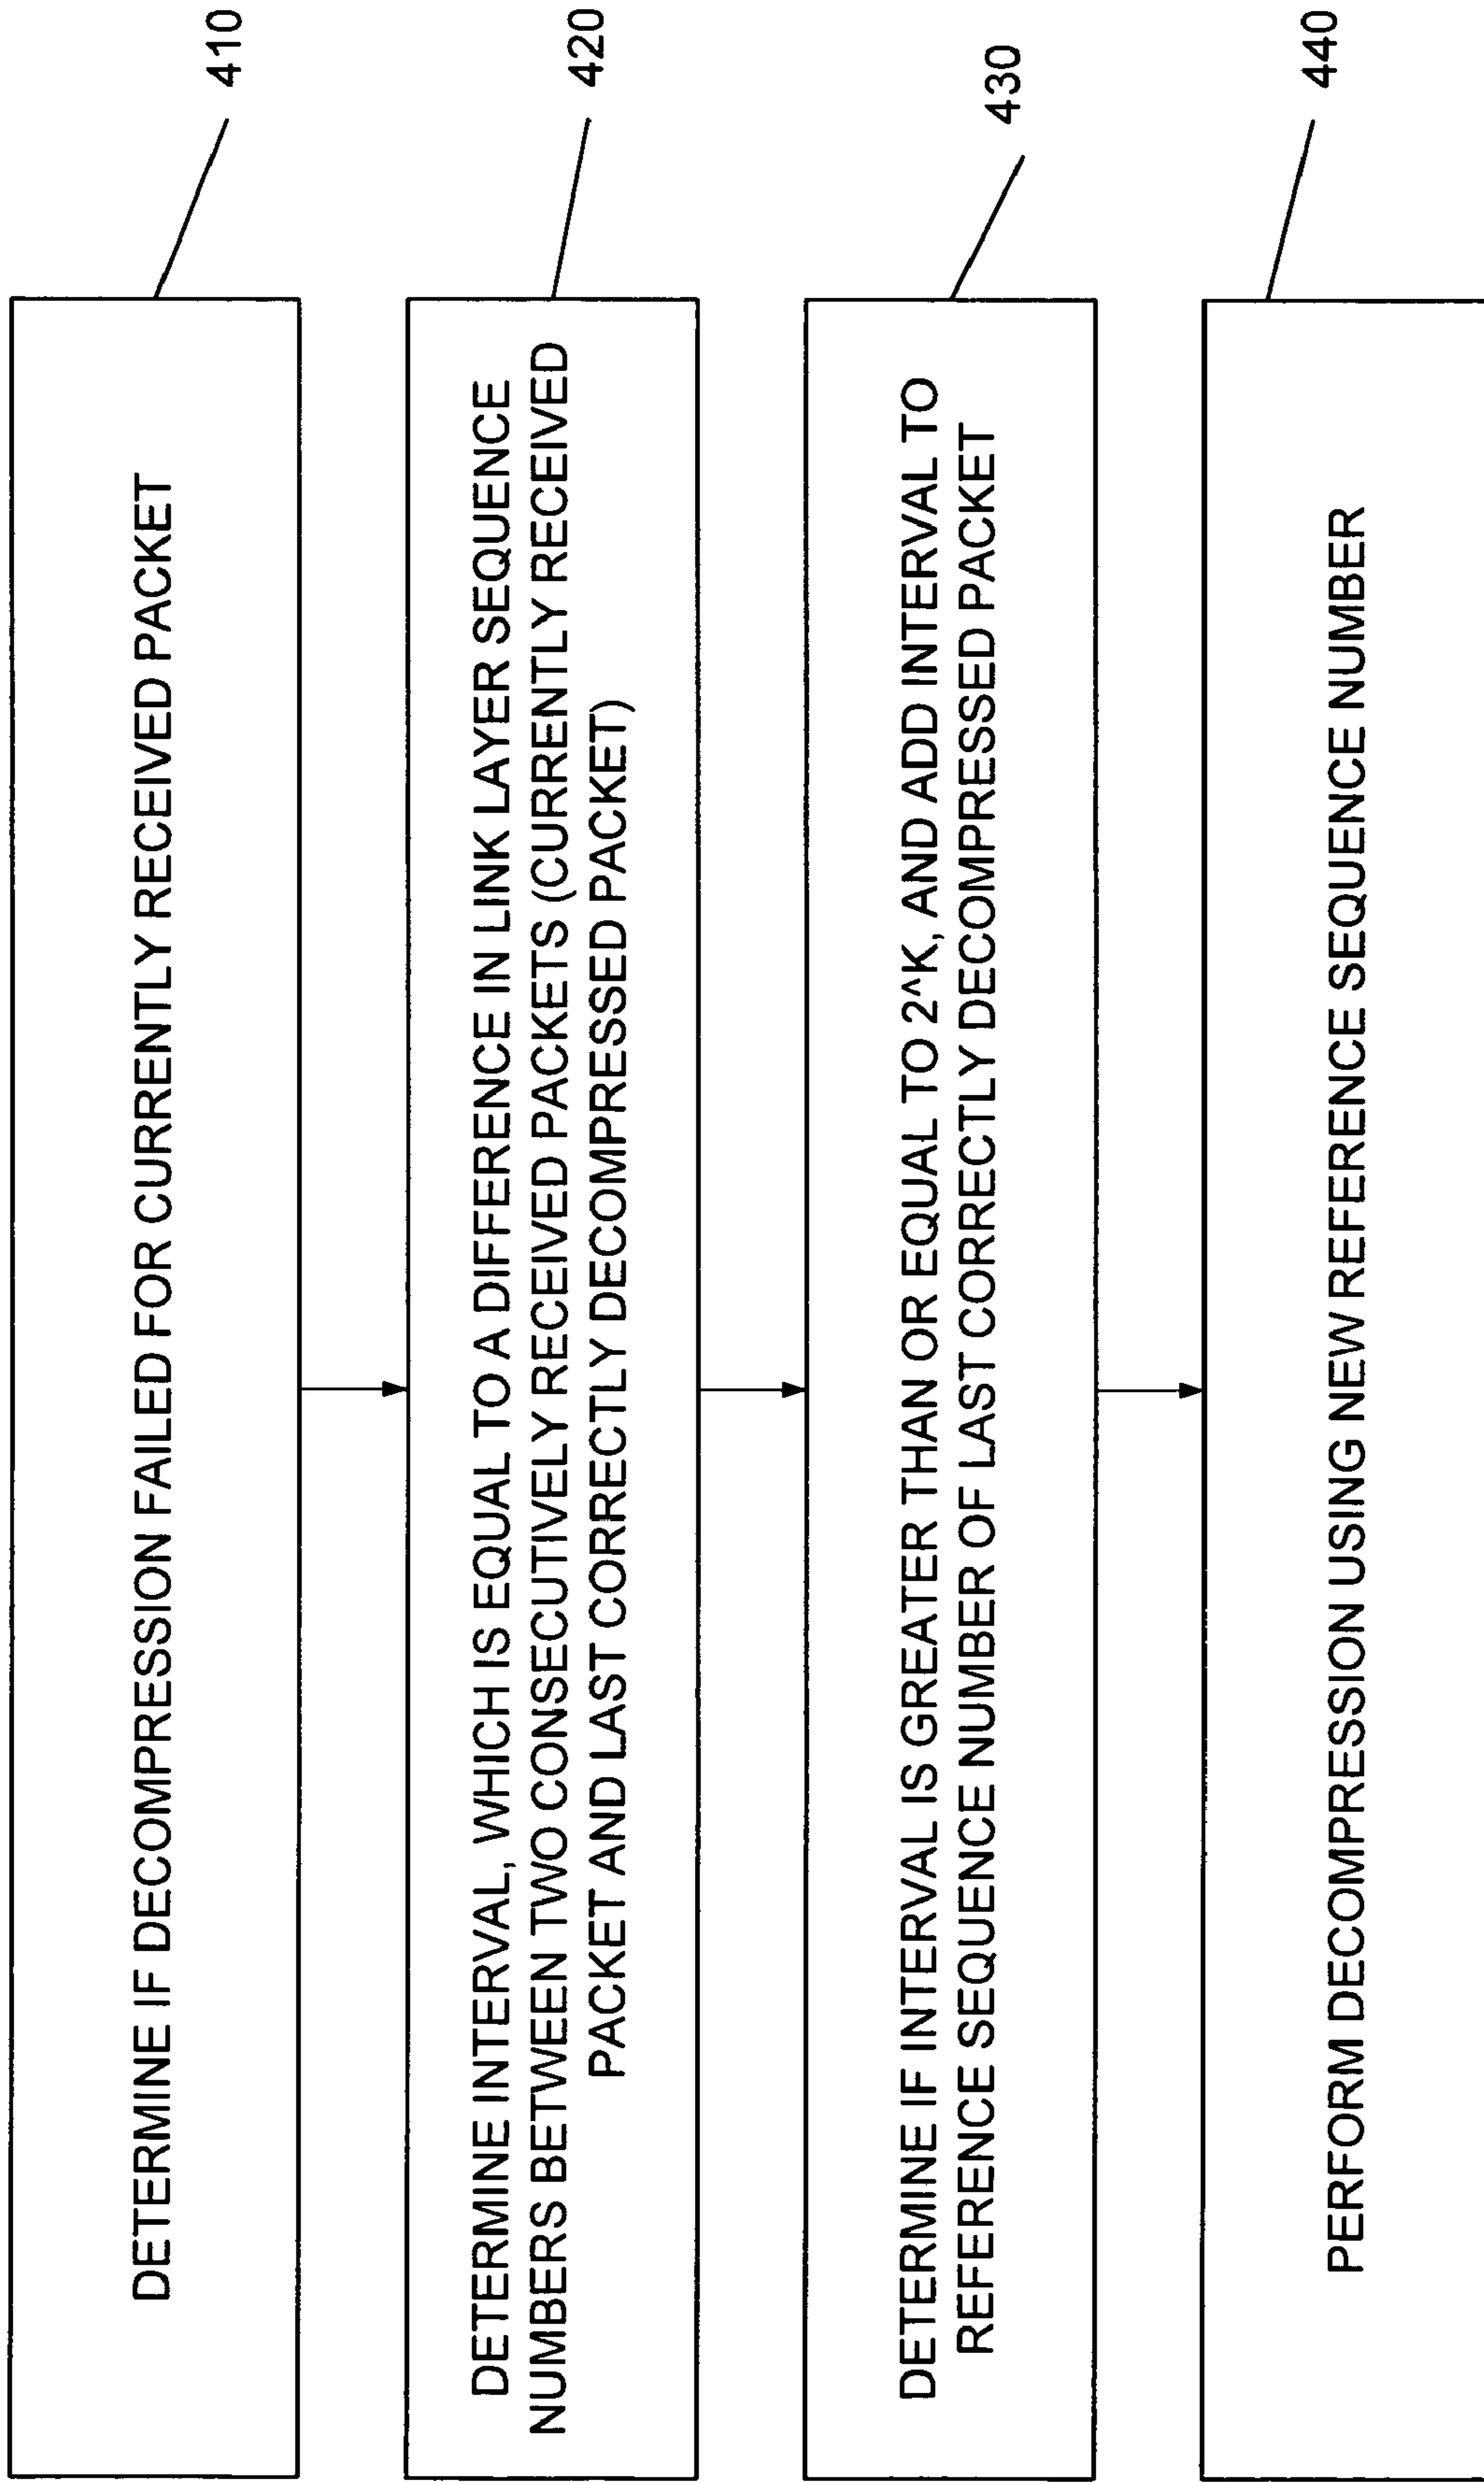 DETERMINE IF DECOMPRESSION FAILED FOR CURRENTLY RECEIVED PACKET
410
DETERMINE INTERVAL, WHICH IS EQUAL TO A DIFFERENCE IN LINK LAYER SEQUENCE
NUMBERS BETWEEN TWO CONSECUTIVELY RECEIVED PACKETS (CURRENTLY RECEIVED
PACKET AND LAST CORRECTLY DECOMPRESSED PACKET)
420
DETERMINE IF INTERVAL IS GREATER THAN OR EQUAL TO 2^K, AND ADD INTERVAL TO
REFERENCE SEQUENCE NUMBER OF LAST CORRECTLY DECOMPRESSED PACKET
430
PERFORM DECOMPRESSION USING NEW REFERENCE SEQUENCE NUMBER
440